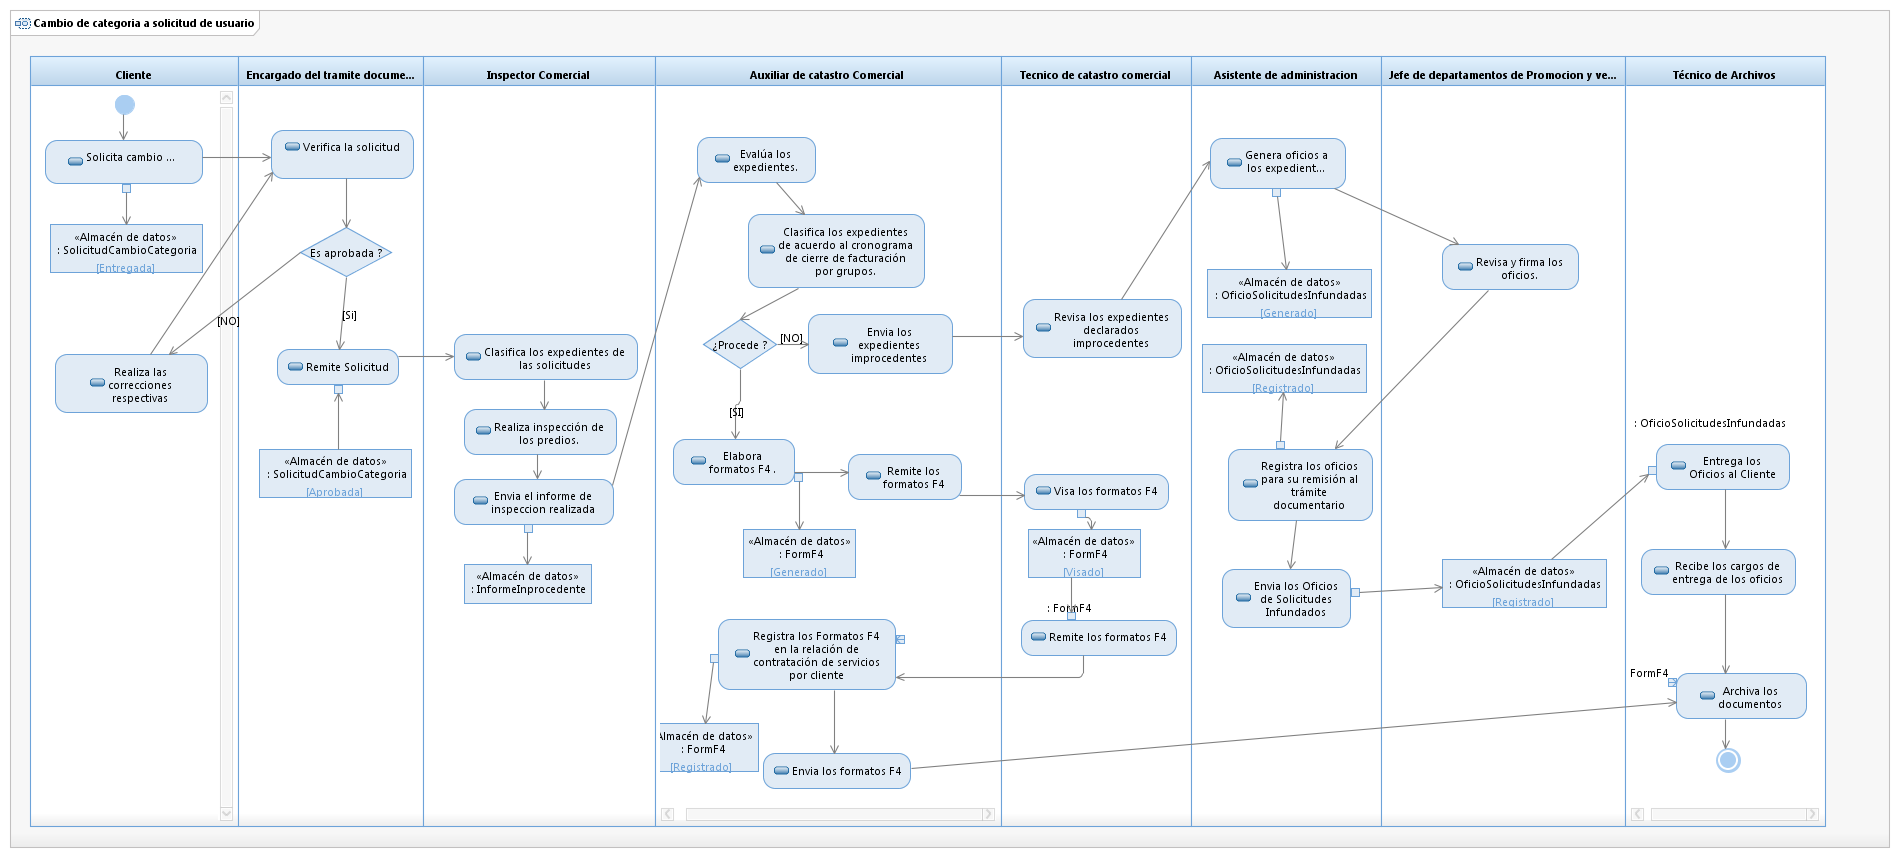 Cambio de categoria a solicitud de usuario
Cliente
Encargado del tramite docume...
Inspector Comercial
Auxiliar de catastro Comercial
Tecnico de catastro comercial
Asistente de administracion
Jefe de departamentos de Promocion y ve...
Técnico de Archivos
Solicita cambio ...
«Almacén de datos»
: SolicitudCambioCategoria
[Entregada]
Realiza las
correcciones
respectivas
Verifica la solicitud
Es aprobada ?
[NO]
[Si]
Remite Solicitud
«Almacén de datos»
: SolicitudCambioCategoria
[Aprobada]
Clasifica los expedientes de
las solicitudes
Realiza inspección de
los predios.
Envia el informe de
inspeccion realizada
«Almacén de datos»
: InformeInprocedente
Evalúa los
expedientes.
Clasifica los expedientes
de acuerdo al cronograma
de cierre de facturación
por grupos.
¿Procede ?
[NO]
Envia los
expedientes
improcedentes
[SI]
Elabora
formatos F4 .
Remite los
formatos F4
«Almacén de datos»
: FormF4
[Generado]
Registra los Formatos F4
en la relación de
contratación de servicios
por cliente
Almacén de datos»
: FormF4
[Registrado]
Envia los formatos F4
Revisa los expedientes
declarados
improcedentes
Visa los formatos F4
«Almacén de datos»
: FormF4
[Visado]
: FormF4
Remite los formatos F4
Genera oficios a
los expedient...
«Almacén de datos»
: OficioSolicitudesInfundadas
[Generado]
«Almacén de datos»
: OficioSolicitudesInfundadas
[Registrado]
Registra los oficios
para su remisión al
trámite
documentario
Envia los Oficios
de Solicitudes
Infundados
Revisa y firma los
oficios.
«Almacén de datos»
: OficioSolicitudesInfundadas
[Registrado]
: OficioSolicitudesInfundadas
Entrega los
Oficios al Cliente
Recibe los cargos de
entrega de los oficios
FormF4
Archiva los
documentos